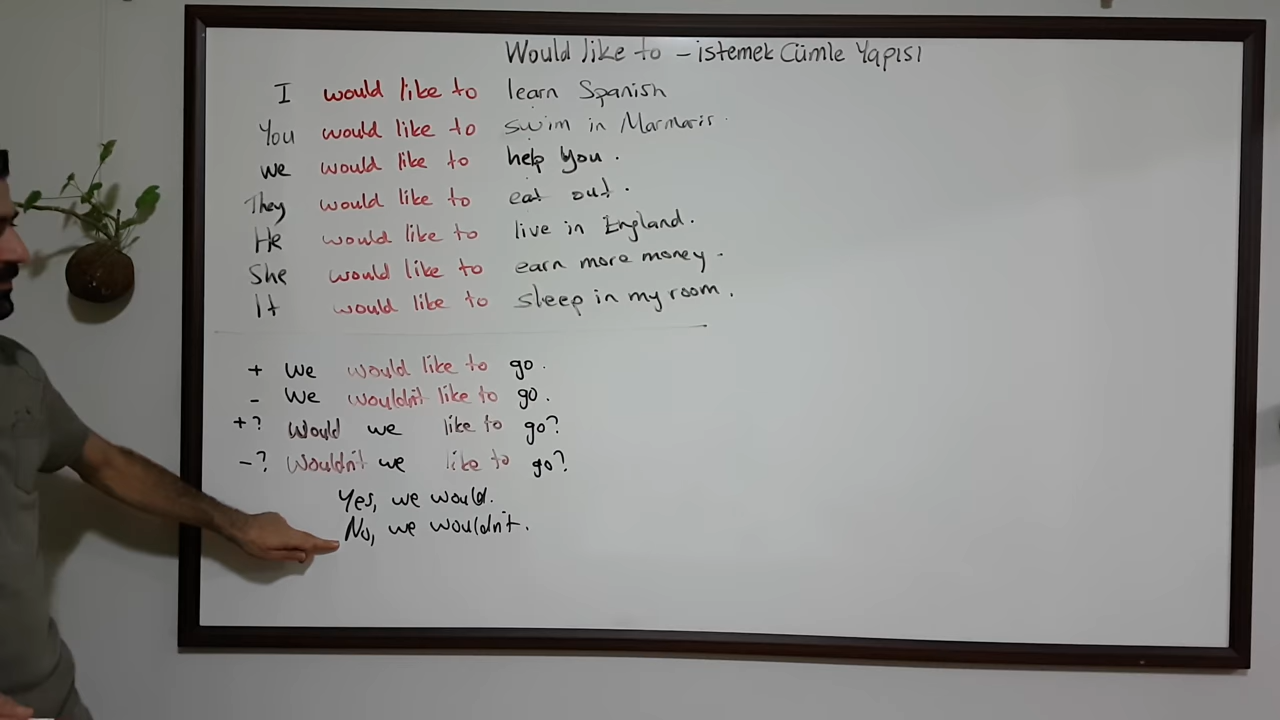 Would like to – istemek Cümle Yapısı
I would like to learn Spanish
You would like to swim in Marmaris.
we would like to help you.
They would like to eat out.
He would like to live in England.
She would like to earn more money.
It would like to sleep in my room.
+ we would like to go.
- we wouldn't like to go.
+? Would we like to go?
-? Wouldn't we like to go?
Yes, we would.
No, we wouldn't.